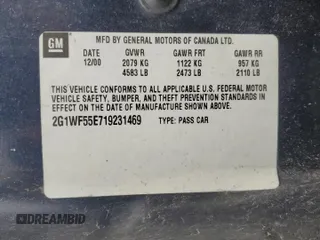 GM
MFD BY GENERAL MOTORS OF CANADA LTD.
DATE GVWR GAWR FRT GAWR RR
12/00 2079 KG 1122 KG 957 KG
4583 LB 2473 LB 2110 LB
THIS VEHICLE CONFORMS TO ALL APPLICABLE U.S. FEDERAL MOTOR
VEHICLE SAFETY, BUMPER, AND THEFT PREVENTION STANDARDS
IN EFFECT ON THE DATE OF MANUFACTURE SHOWN ABOVE.
2G1WF55E719231469 TYPE: PASS CAR
DREAMBID